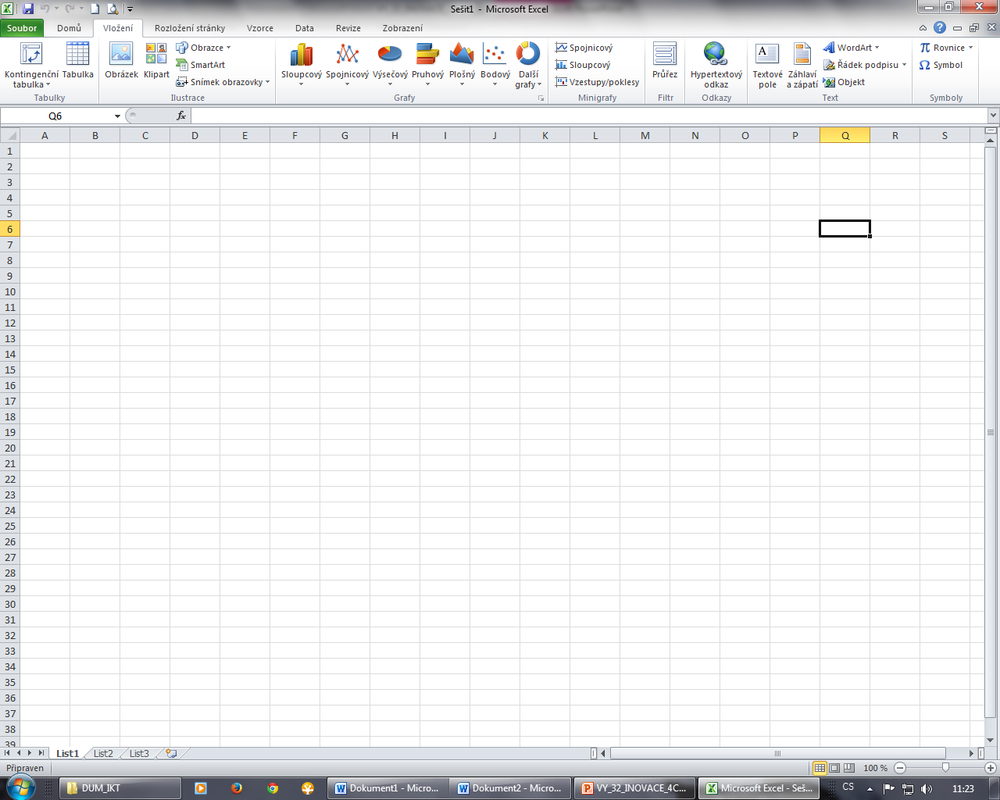 Sešit1 - Microsoft Excel
Soubor Domů Vložení Rozložení stránky Vzorce Data Revize Zobrazení
Kontingenční tabulka
Tabulka
Tabulky
Obrázek
Klipart
Obrazce
SmartArt
Snímek obrazovky
Ilustrace
Sloupcový
Spojnicový
Výsečový
Pruhový
Plošný
Bodový
Další grafy
Grafy
Spojnicový
Sloupcový
Vzestupy/poklesy
Minigrafy
Průřez
Filtr
Hypertextový odkaz
Odkazy
Textové pole
Záhlaví a zápatí
WordArt
Řádek podpisu
Objekt
Text
Rovnice
Symbol
Symboly
Q6
fx
A B C D E F G H I J K L M N O P Q R S
1
2
3
4
5
6
7
8
9
10
11
12
13
14
15
16
17
18
19
20
21
22
23
24
25
26
27
28
29
30
31
32
33
34
35
36
37
38
39
List1 List2 List3
Připraven
100 %
DUM_IKT
Dokument1 - Micro...
Dokument2 - Micro...
VY_32_INOVACE_4C...
Microsoft Excel - Seš...
CS
11:23